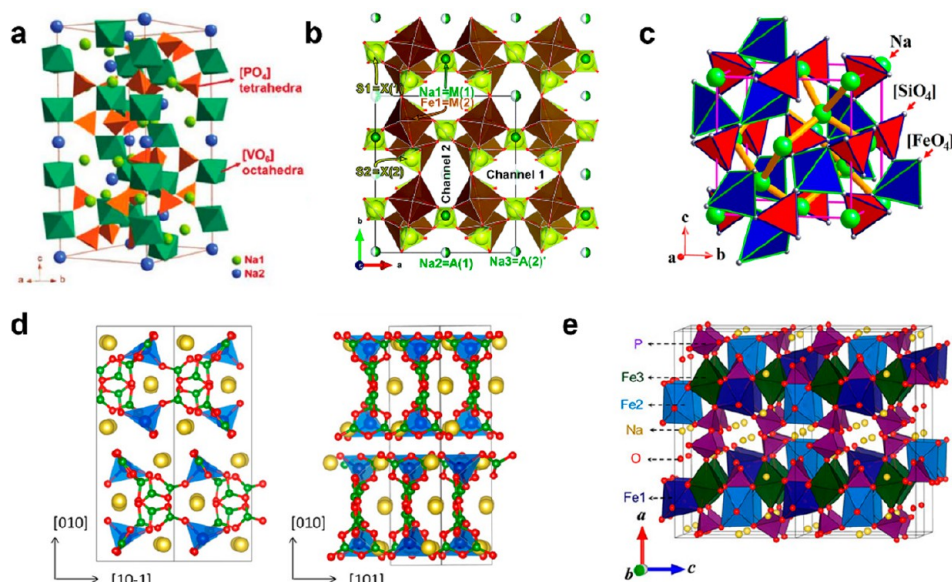 a
[PO₄]
tetrahedra
[VO₆]
octahedra
c
a b
Na1
Na2
b
S1=X(1)
Na1=M(1)
Fe1=M(2)
S2=X(2)
Channel 2
Channel 1
b
a
Na2=A(1) Na3=A(2)'
c
Na
[SiO₄]
[FeO₄]
c
a b
d
[010]
[10-1]
[010]
[101]
e
P
Fe3
Fe2
Na
O
Fe1
a
b c